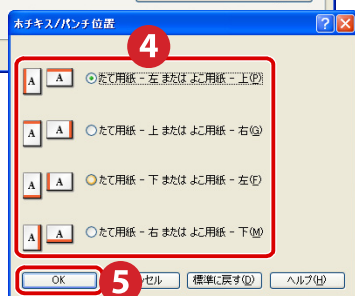 ホチキス/パンチ位置
4
A A たて用紙 - 左 または よこ用紙 - 上(P)
A A たて用紙 - 上 または よこ用紙 - 右(G)
A A たて用紙 - 下 または よこ用紙 - 左(F)
A A たて用紙 - 右 または よこ用紙 - 下(M)
OK 5 セル 標準に戻す(D) ヘルプ(H)